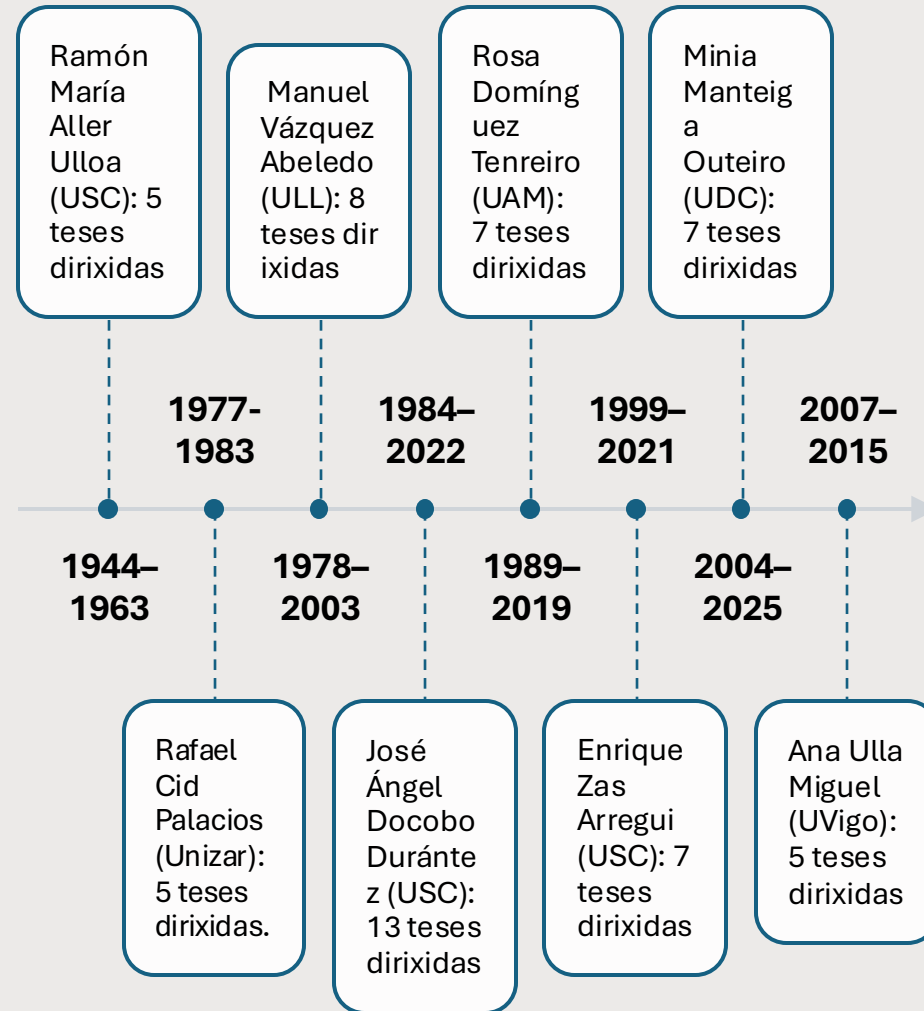 Ramón
María
Aller
Ulloa
(USC): 5
teses
dirixidas
Manuel
Vázquez
Abeledo
(ULL): 8
teses dir
ixidas
Rosa
Domíng
uez
Tenreiro
(UAM):
7 teses
dirixidas
Minia
Manteig
a
Outeiro
(UDC):
7 teses
dirixidas
1977-
1983
1984–
2022
1999–
2021
2007–
2015
1944–
1963
1978–
2003
1989–
2019
2004–
2025
Rafael
Cid
Palacios
(Unizar):
5 teses
dirixidas.
José
Ángel
Docobo
Duránte
z (USC):
13 teses
dirixidas
Enrique
Zas
Arregui
(USC): 7
teses
dirixidas
Ana Ulla
Miguel
(UVigo):
5 teses
dirixidas